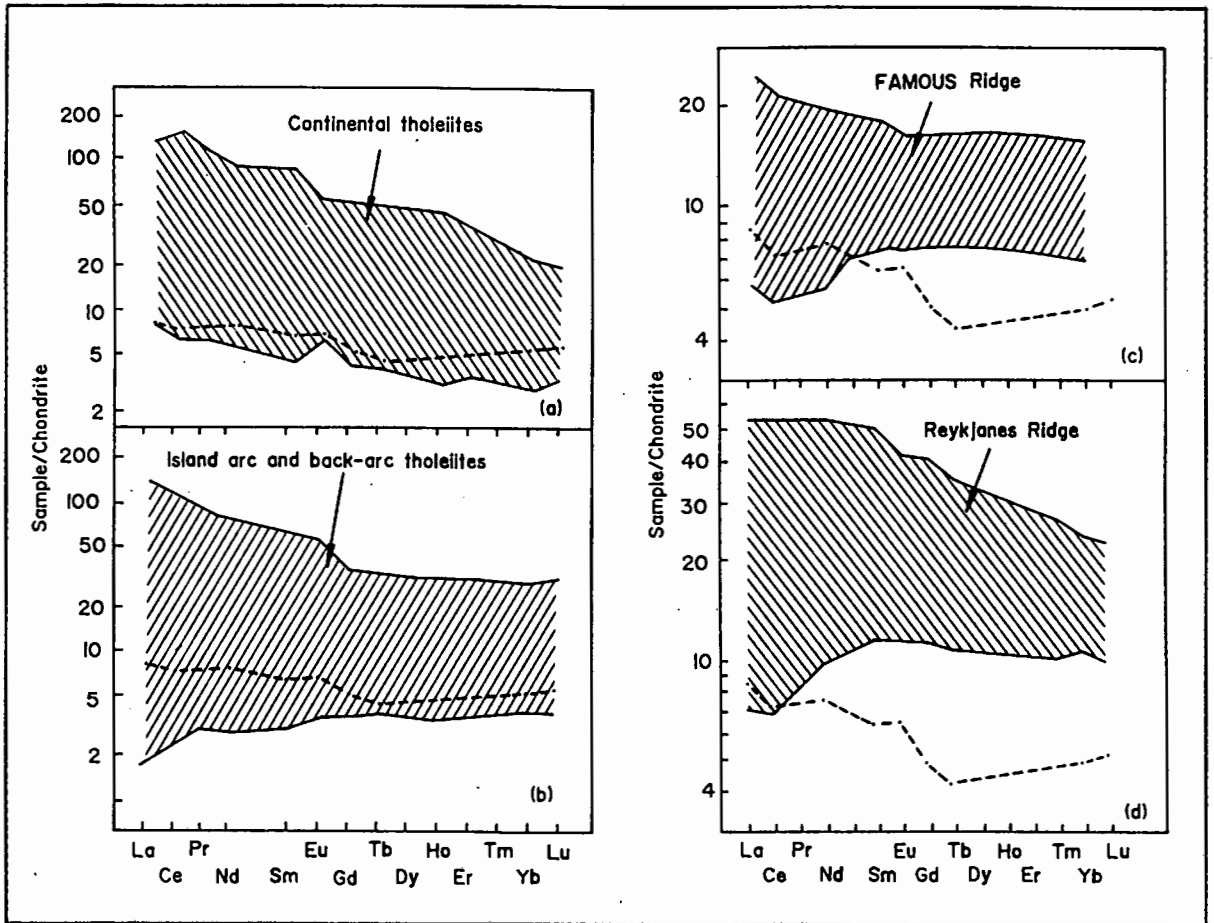 Sample/Chondrite
200
100
50
20
10
5
2
Continental tholeiites
(a)
200
100
50
20
10
5
2
Island arc and back-arc tholeiites
(b)
La Ce Pr Nd Sm Eu Gd Tb Dy Ho Er Tm Yb Lu
Sample/Chondrite
20
10
4
FAMOUS Ridge
(c)
50
40
30
20
10
4
Reykjanes Ridge
(d)
La Ce Pr Nd Sm Eu Gd Tb Dy Ho Er Tm Yb Lu